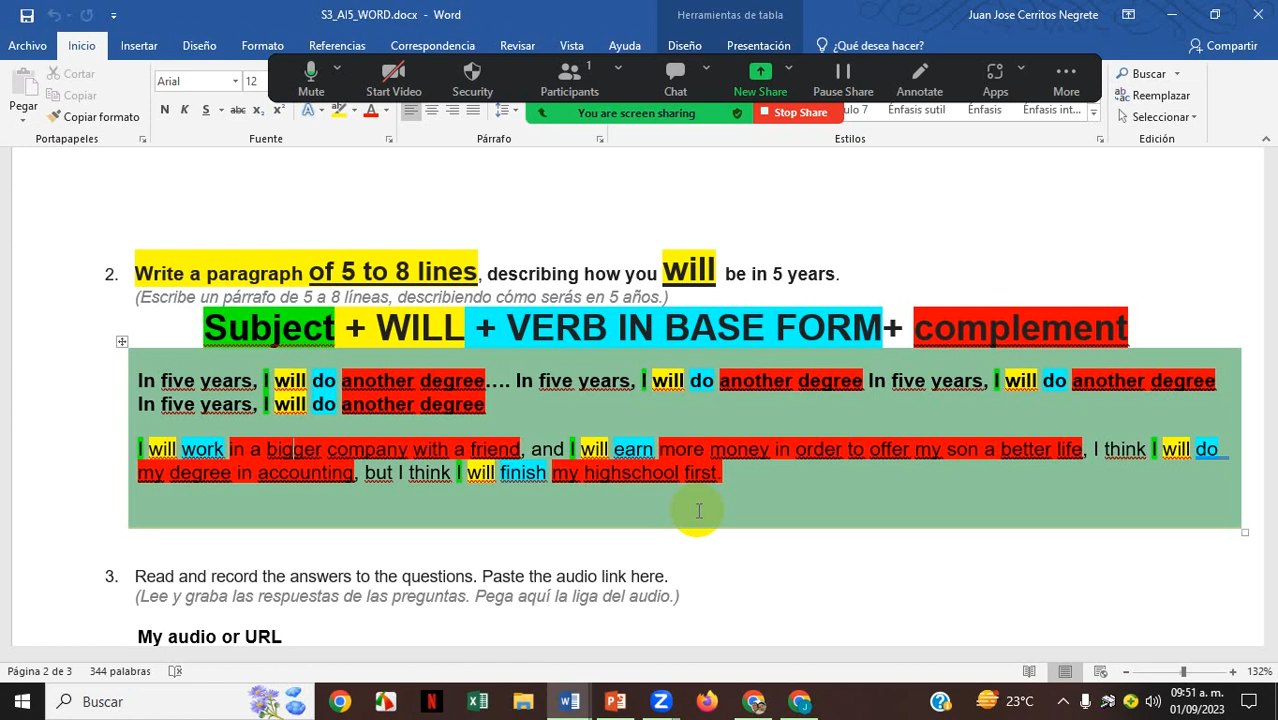 S3_AI5_WORD.docx - Word
Herramientas de tabla
Juan Jose Cerritos Negrete
Archivo Inicio Insertar Diseño Formato Referencias Correspondencia Revisar Vista Ayuda Diseño Presentación ¿Qué desea hacer? Compartir
Pegar
Cortar
Copiar
Copiar formato
Portapapeles
Arial 12
N K S abc x₂ x²
Fuente
Párrafo
Mute Start Video Security Participants 1 Chat New Share Pause Share Annotate Apps More
You are screen sharing Stop Share
ulo 7 Énfasis sutil Énfasis Énfasis int...
Estilos
Buscar
Reemplazar
Seleccionar
Edición
2. Write a paragraph of 5 to 8 lines, describing how you will be in 5 years.
(Escribe un párrafo de 5 a 8 líneas, describiendo cómo serás en 5 años.)
Subject + WILL + VERB IN BASE FORM+ complement
In five years, I will do another degree…. In five years, I will do another degree In five years, I will do another degree
In five years, I will do another degree
I will work in a bigger company with a friend, and I will earn more money in order to offer my son a better life, I think I will do
my degree in accounting, but I think I will finish my highschool first.
3. Read and record the answers to the questions. Paste the audio link here.
(Lee y graba las respuestas de las preguntas. Pega aquí la liga del audio.)
My audio or URL
Página 2 de 3 344 palabras 132%
Buscar
23°C
09:51 a. m.
01/09/2023